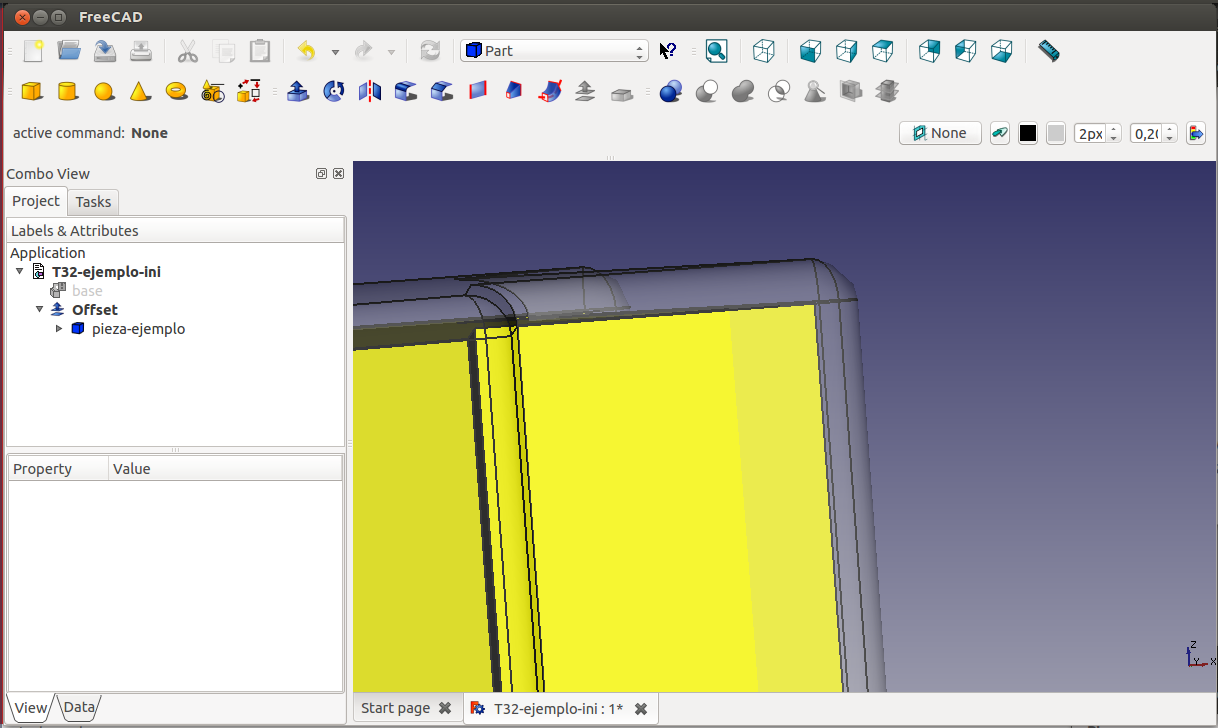 FreeCAD
Part
active command: None
None
2px
0,20
Combo View
Project Tasks
Labels & Attributes
Application
T32-ejemplo-ini
base
Offset
pieza-ejemplo
Property Value
z
Y x
View Data
Start page
T32-ejemplo-ini : 1*